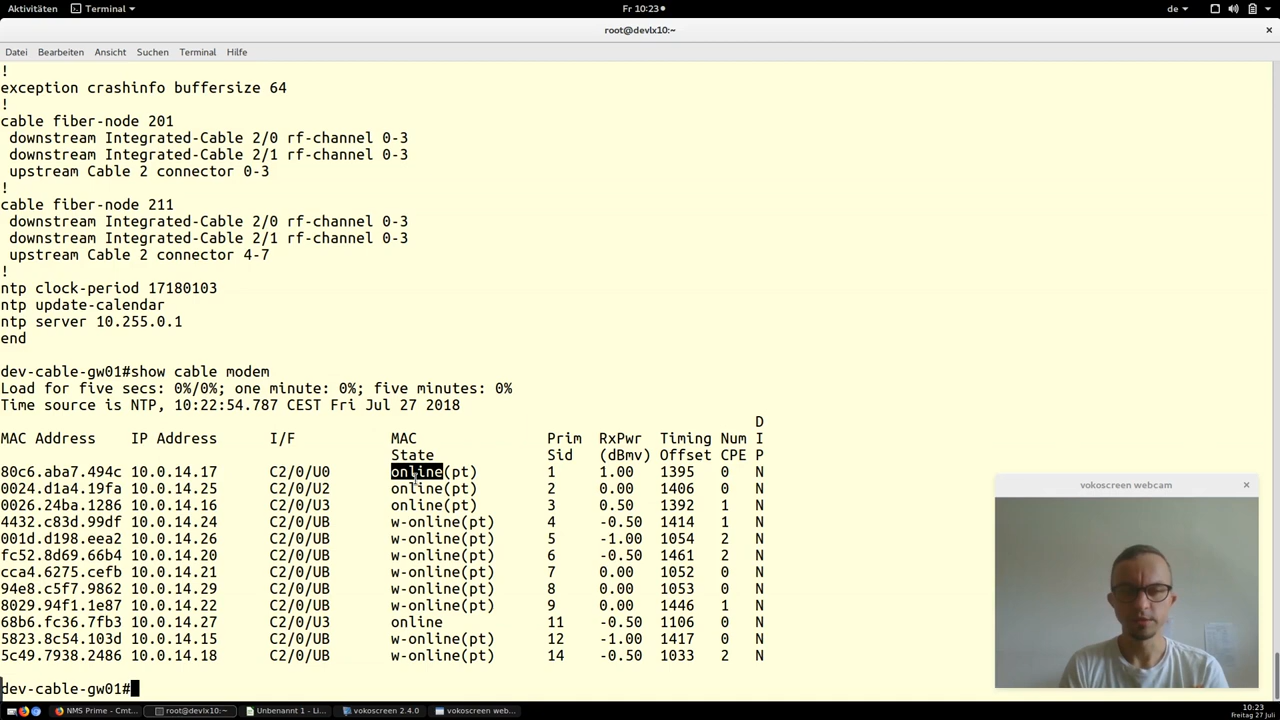 Aktivitäten Terminal Fr 10:23 de
root@devlx10:~ ×
Datei Bearbeiten Ansicht Suchen Terminal Hilfe
!
exception crashinfo buffersize 64
!
cable fiber-node 201
downstream Integrated-Cable 2/0 rf-channel 0-3
downstream Integrated-Cable 2/1 rf-channel 0-3
upstream Cable 2 connector 0-3
!
cable fiber-node 211
downstream Integrated-Cable 2/0 rf-channel 0-3
downstream Integrated-Cable 2/1 rf-channel 0-3
upstream Cable 2 connector 4-7
!
ntp clock-period 17180103
ntp update-calendar
ntp server 10.255.0.1
end
dev-cable-gw01#show cable modem
Load for five secs: 0%/0%; one minute: 0%; five minutes: 0%
Time source is NTP, 10:22:54.787 CEST Fri Jul 27 2018
D
MAC Address IP Address I/F MAC Prim RxPwr Timing Num I
State Sid (dBmv) Offset CPE P
80c6.aba7.494c 10.0.14.17 C2/0/U0 online(pt) 1 1.00 1395 0 N
0024.d1a4.19fa 10.0.14.25 C2/0/U2 online(pt) 2 0.00 1406 0 N
0026.24ba.1286 10.0.14.16 C2/0/U3 online(pt) 3 0.50 1392 1 N
4432.c83d.99df 10.0.14.24 C2/0/UB w-online(pt) 4 -0.50 1414 1 N
001d.d198.eea2 10.0.14.26 C2/0/UB w-online(pt) 5 -1.00 1054 2 N
fc52.8d69.66b4 10.0.14.20 C2/0/UB w-online(pt) 6 -0.50 1461 2 N
cca4.6275.cefb 10.0.14.21 C2/0/UB w-online(pt) 7 0.00 1052 0 N
94e8.c5f7.9862 10.0.14.29 C2/0/UB w-online(pt) 8 0.00 1053 0 N
8029.94f1.1e87 10.0.14.22 C2/0/UB w-online(pt) 9 0.00 1446 1 N
68b6.fc36.7fb3 10.0.14.27 C2/0/U3 online 11 -0.50 1106 0 N
5823.8c54.103d 10.0.14.15 C2/0/UB w-online(pt) 12 -1.00 1417 0 N
5c49.7938.2486 10.0.14.18 C2/0/UB w-online(pt) 14 -0.50 1033 2 N
dev-cable-gw01#
vokoscreen webcam ×
NMS Prime - Cmt... root@devlx10:~ Unbenannt 1 - Li... vokoscreen 2.4.0 vokoscreen web... 10:23
Freitag 27 Juli